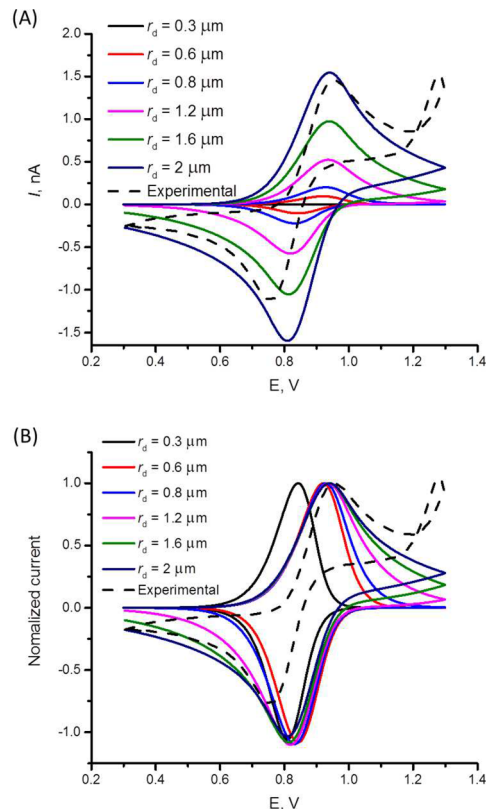 (A)
r_d = 0.3 μm
r_d = 0.6 μm
r_d = 0.8 μm
r_d = 1.2 μm
r_d = 1.6 μm
r_d = 2 μm
Experimental
2.0
1.5
1.0
0.5
0.0
-0.5
-1.0
-1.5
I, nA
0.2 0.4 0.6 0.8 1.0 1.2 1.4
E, V
(B)
r_d = 0.3 μm
r_d = 0.6 μm
r_d = 0.8 μm
r_d = 1.2 μm
r_d = 1.6 μm
r_d = 2 μm
Experimental
1.0
0.5
0.0
-0.5
-1.0
Nomalized current
0.2 0.4 0.6 0.8 1.0 1.2 1.4
E, V